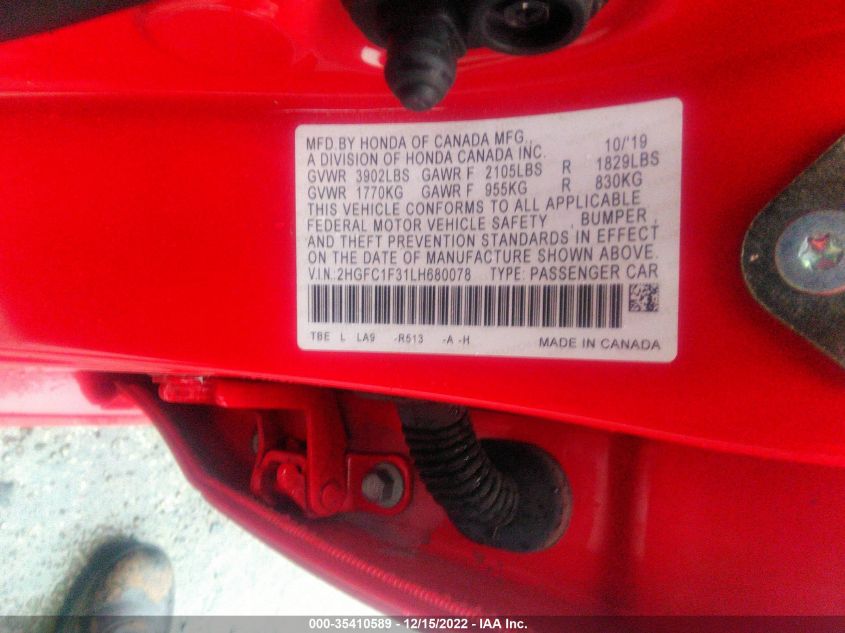 MFD.BY HONDA OF CANADA MFG., 10/'19
A DIVISION OF HONDA CANADA INC.
GVWR 3902LBS GAWR F 2105LBS R 1829LBS
GVWR 1770KG GAWR F 955KG R 830KG
THIS VEHICLE CONFORMS TO ALL APPLICABLE
FEDERAL MOTOR VEHICLE SAFETY , BUMPER ,
AND THEFT PREVENTION STANDARDS IN EFFECT
ON THE DATE OF MANUFACTURE SHOWN ABOVE.
V.I.N.:2HGFC1F31LH680078 TYPE: PASSENGER CAR
TBE L LA9 -R513 -A -H MADE IN CANADA
000-35410589 - 12/15/2022 - IAA Inc.